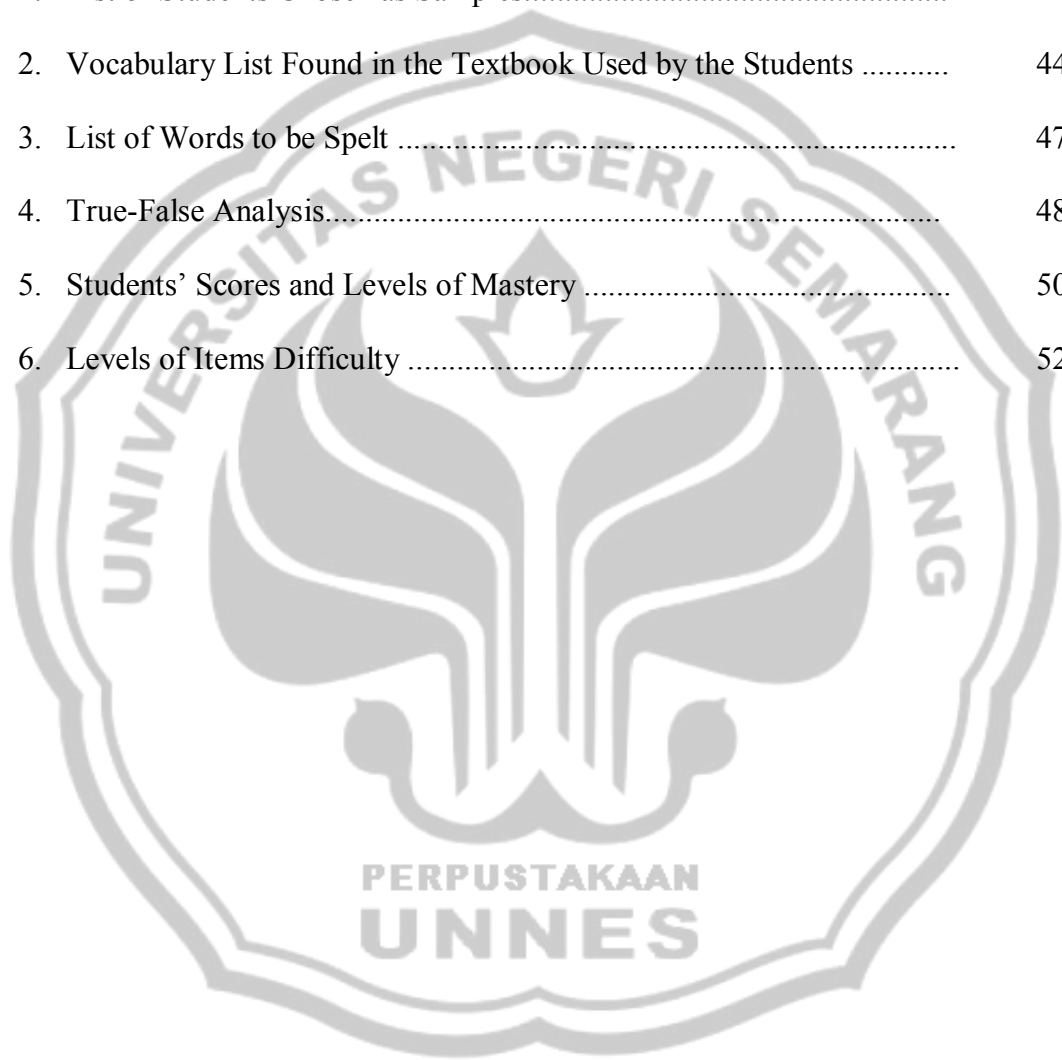 2. Vocabulary List Found in the Textbook Used by the Students ........... 44
3. List of Words to be Spelt ................................................................ 47
4. True-False Analysis...................................................................... 48
5. Students’ Scores and Levels of Mastery .......................................... 50
6. Levels of Items Difficulty ............................................................... 52
UNIVERSITAS NEGERI SEMARANG
PERPUSTAKAAN
UNNES